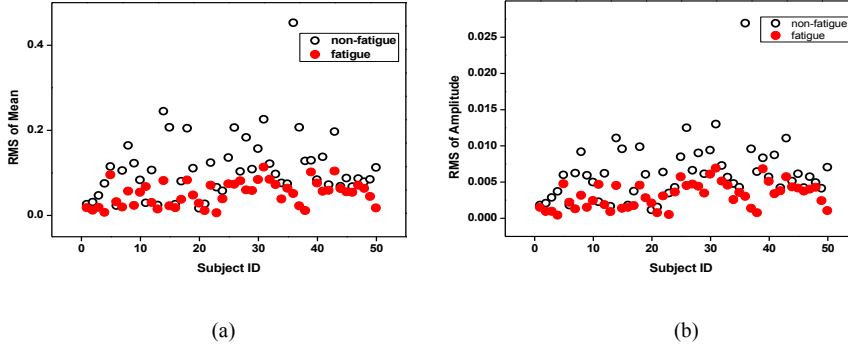 RMS of Mean
0.4
0.2
0.0
non-fatigue
fatigue
0 10 20 30 40 50
Subject ID
(a)
RMS of Amplitude
0.025
0.020
0.015
0.010
0.005
0.000
non-fatigue
fatigue
0 10 20 30 40 50
Subject ID
(b)